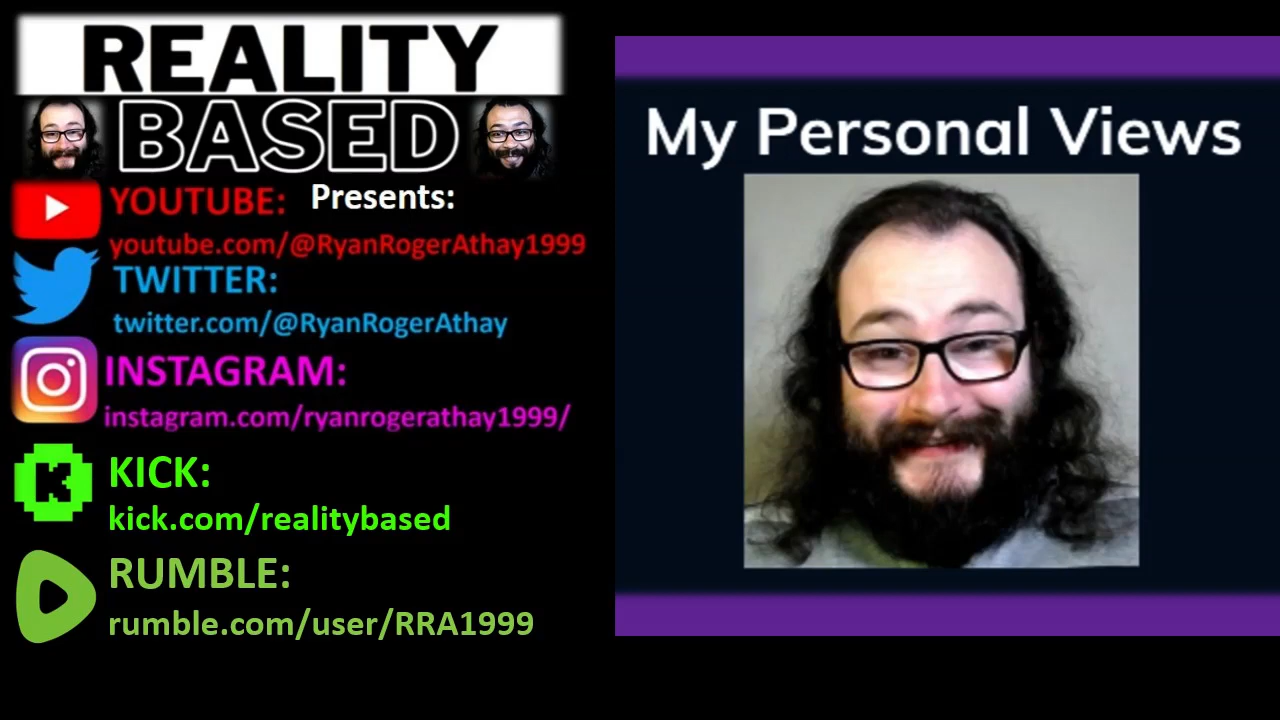 REALITY
BASED
YOUTUBE: Presents:
youtube.com/@RyanRogerAthay1999
TWITTER:
twitter.com/@RyanRogerAthay
INSTAGRAM:
instagram.com/ryanrogerathay1999/
K
KICK:
kick.com/realitybased
RUMBLE:
rumble.com/user/RRA1999
My Personal Views